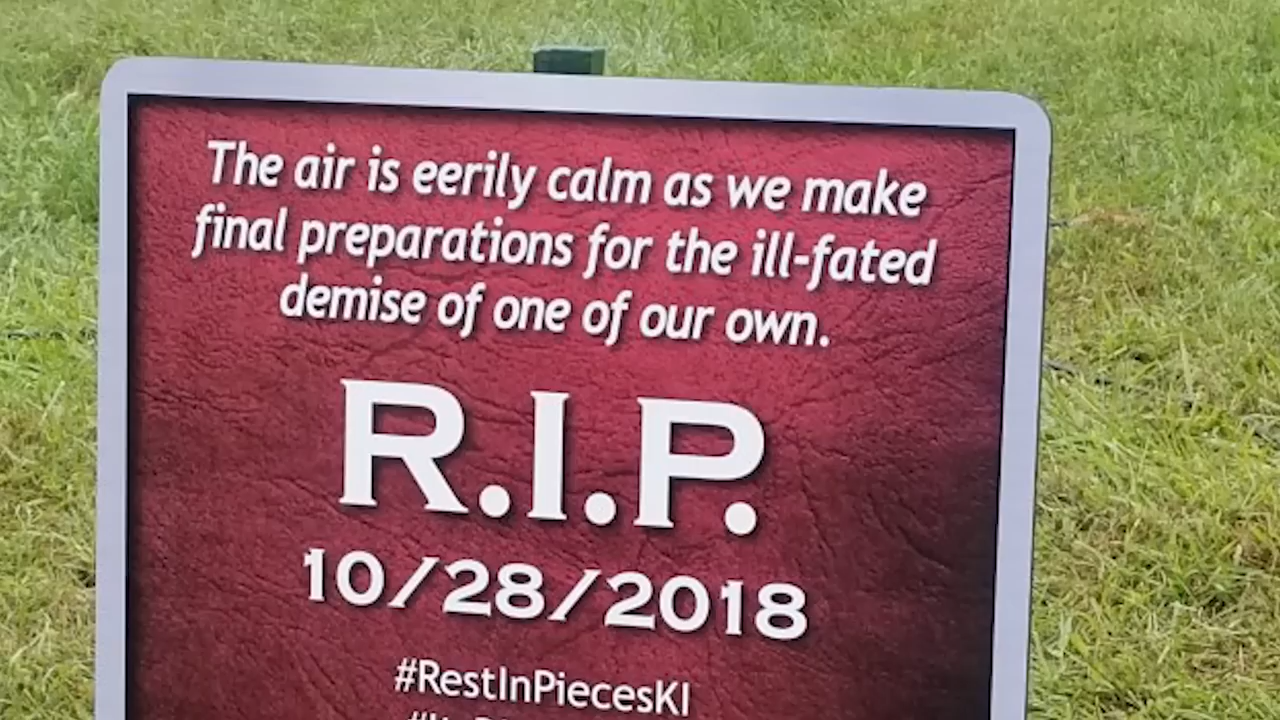 The air is eerily calm as we make
final preparations for the ill-fated
demise of one of our own.
R.I.P.
10/28/2018
#RestInPiecesKI